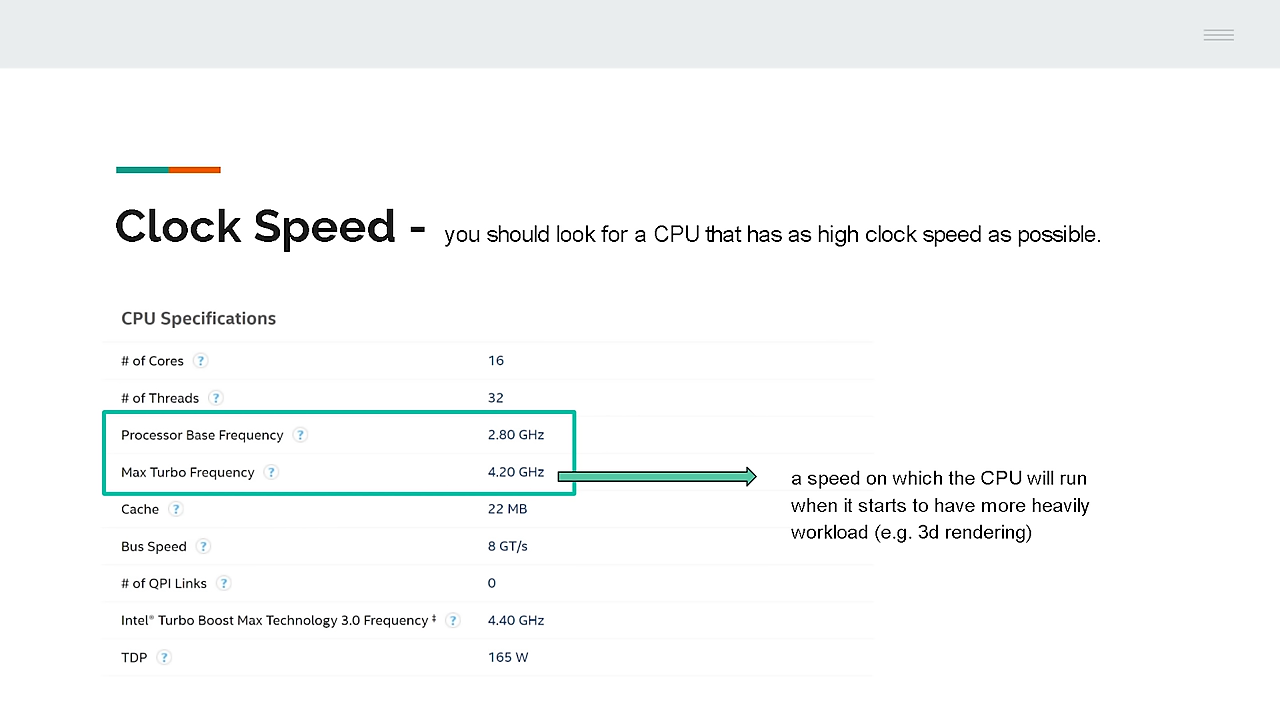 Clock Speed - you should look for a CPU that has as high clock speed as possible.
CPU Specifications
# of Cores ? 16
# of Threads ? 32
Processor Base Frequency ? 2.80 GHz
Max Turbo Frequency ? 4.20 GHz
a speed on which the CPU will run
when it starts to have more heavily
workload (e.g. 3d rendering)
Cache ? 22 MB
Bus Speed ? 8 GT/s
# of QPI Links ? 0
Intel® Turbo Boost Max Technology 3.0 Frequency ‡ ? 4.40 GHz
TDP ? 165 W